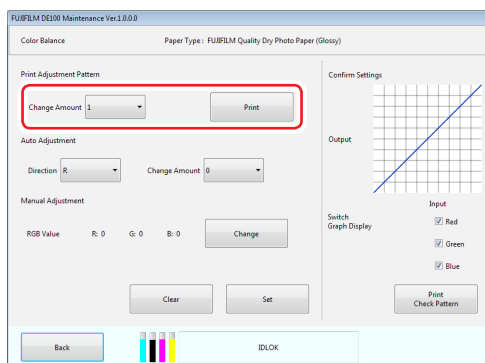 FUJIFILM DE100 Maintenance Ver.1.0.0.0
Color Balance
Paper Type : FUJIFILM Quality Dry Photo Paper (Glossy)
Print Adjustment Pattern
Change Amount 1
Print
Auto Adjustment
Direction R
Change Amount 0
Manual Adjustment
RGB Value R: 0 G: 0 B: 0
Change
Clear
Set
Confirm Settings
Output
Input
Switch
Graph Display
Red
Green
Blue
Print
Check Pattern
Back
IDLOK